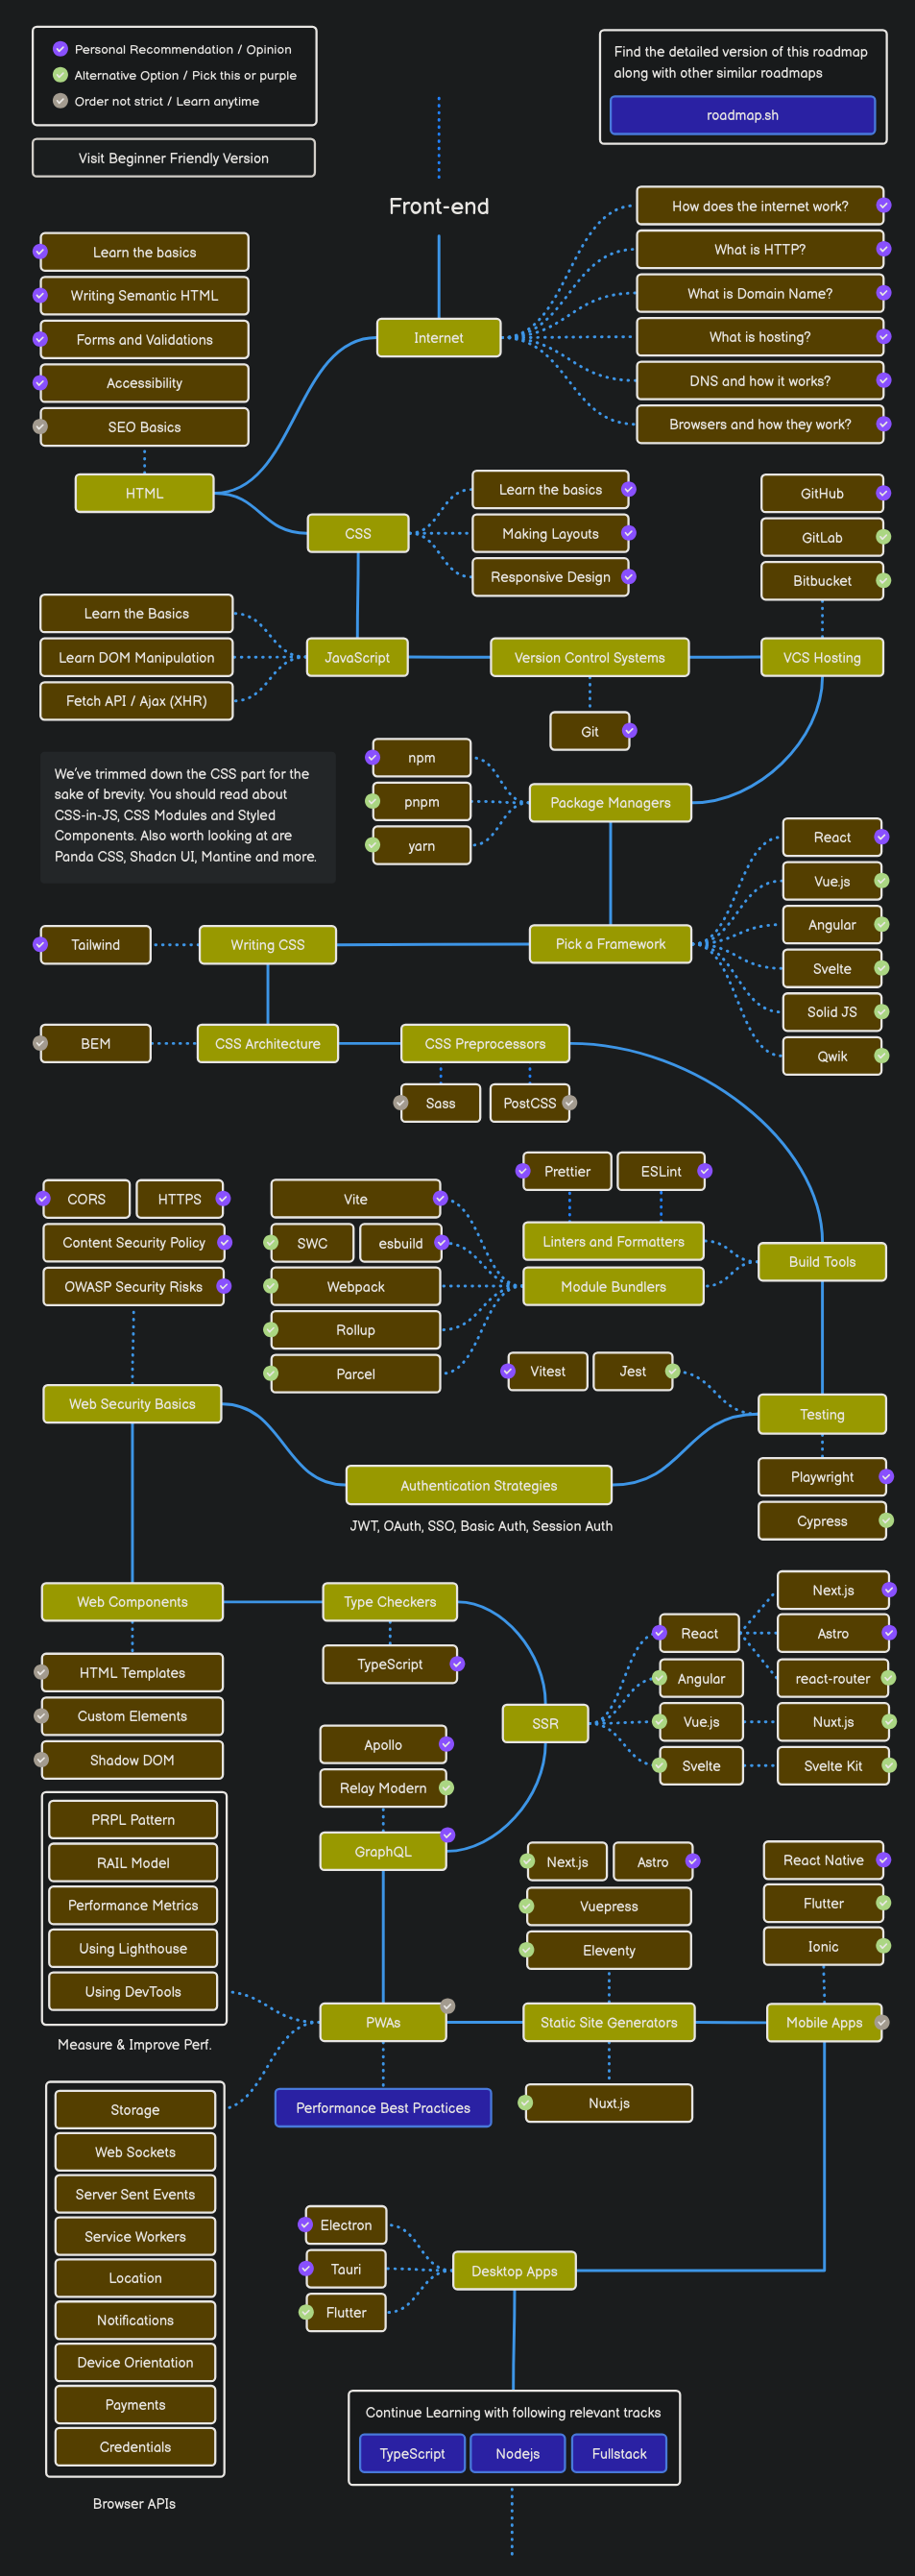 Personal Recommendation / Opinion
Alternative Option / Pick this or purple
Order not strict / Learn anytime
Visit Beginner Friendly Version
Find the detailed version of this roadmap
along with other similar roadmaps
roadmap.sh
Front-end
Internet
How does the internet work?
What is HTTP?
What is Domain Name?
What is hosting?
DNS and how it works?
Browsers and how they work?
Learn the basics
Writing Semantic HTML
Forms and Validations
Accessibility
SEO Basics
HTML
CSS
Learn the basics
Making Layouts
Responsive Design
GitHub
GitLab
Bitbucket
Learn the Basics
Learn DOM Manipulation
Fetch API / Ajax (XHR)
JavaScript
Version Control Systems
VCS Hosting
Git
We've trimmed down the CSS part for the
sake of brevity. You should read about
CSS-in-JS, CSS Modules and Styled
Components. Also worth looking at are
Panda CSS, Shadcn UI, Mantine and more.
npm
pnpm
yarn
Package Managers
React
Vue.js
Angular
Svelte
Solid JS
Qwik
Tailwind
Writing CSS
Pick a Framework
BEM
CSS Architecture
CSS Preprocessors
Sass
PostCSS
Prettier
ESLint
Linters and Formatters
Module Bundlers
Build Tools
CORS
HTTPS
Content Security Policy
OWASP Security Risks
Vite
SWC
esbuild
Webpack
Rollup
Parcel
Vitest
Jest
Testing
Playwright
Cypress
Web Security Basics
Authentication Strategies
JWT, OAuth, SSO, Basic Auth, Session Auth
Web Components
Type Checkers
HTML Templates
Custom Elements
Shadow DOM
TypeScript
SSR
React
Angular
Vue.js
Svelte
Next.js
Astro
react-router
Nuxt.js
Svelte Kit
Apollo
Relay Modern
GraphQL
PRPL Pattern
RAIL Model
Performance Metrics
Using Lighthouse
Using DevTools
Measure & Improve Perf.
Next.js
Astro
Vuepress
Eleventy
React Native
Flutter
Ionic
PWAs
Static Site Generators
Mobile Apps
Performance Best Practices
Nuxt.js
Storage
Web Sockets
Server Sent Events
Service Workers
Location
Notifications
Device Orientation
Payments
Credentials
Browser APIs
Electron
Tauri
Flutter
Desktop Apps
Continue Learning with following relevant tracks
TypeScript
Nodejs
Fullstack